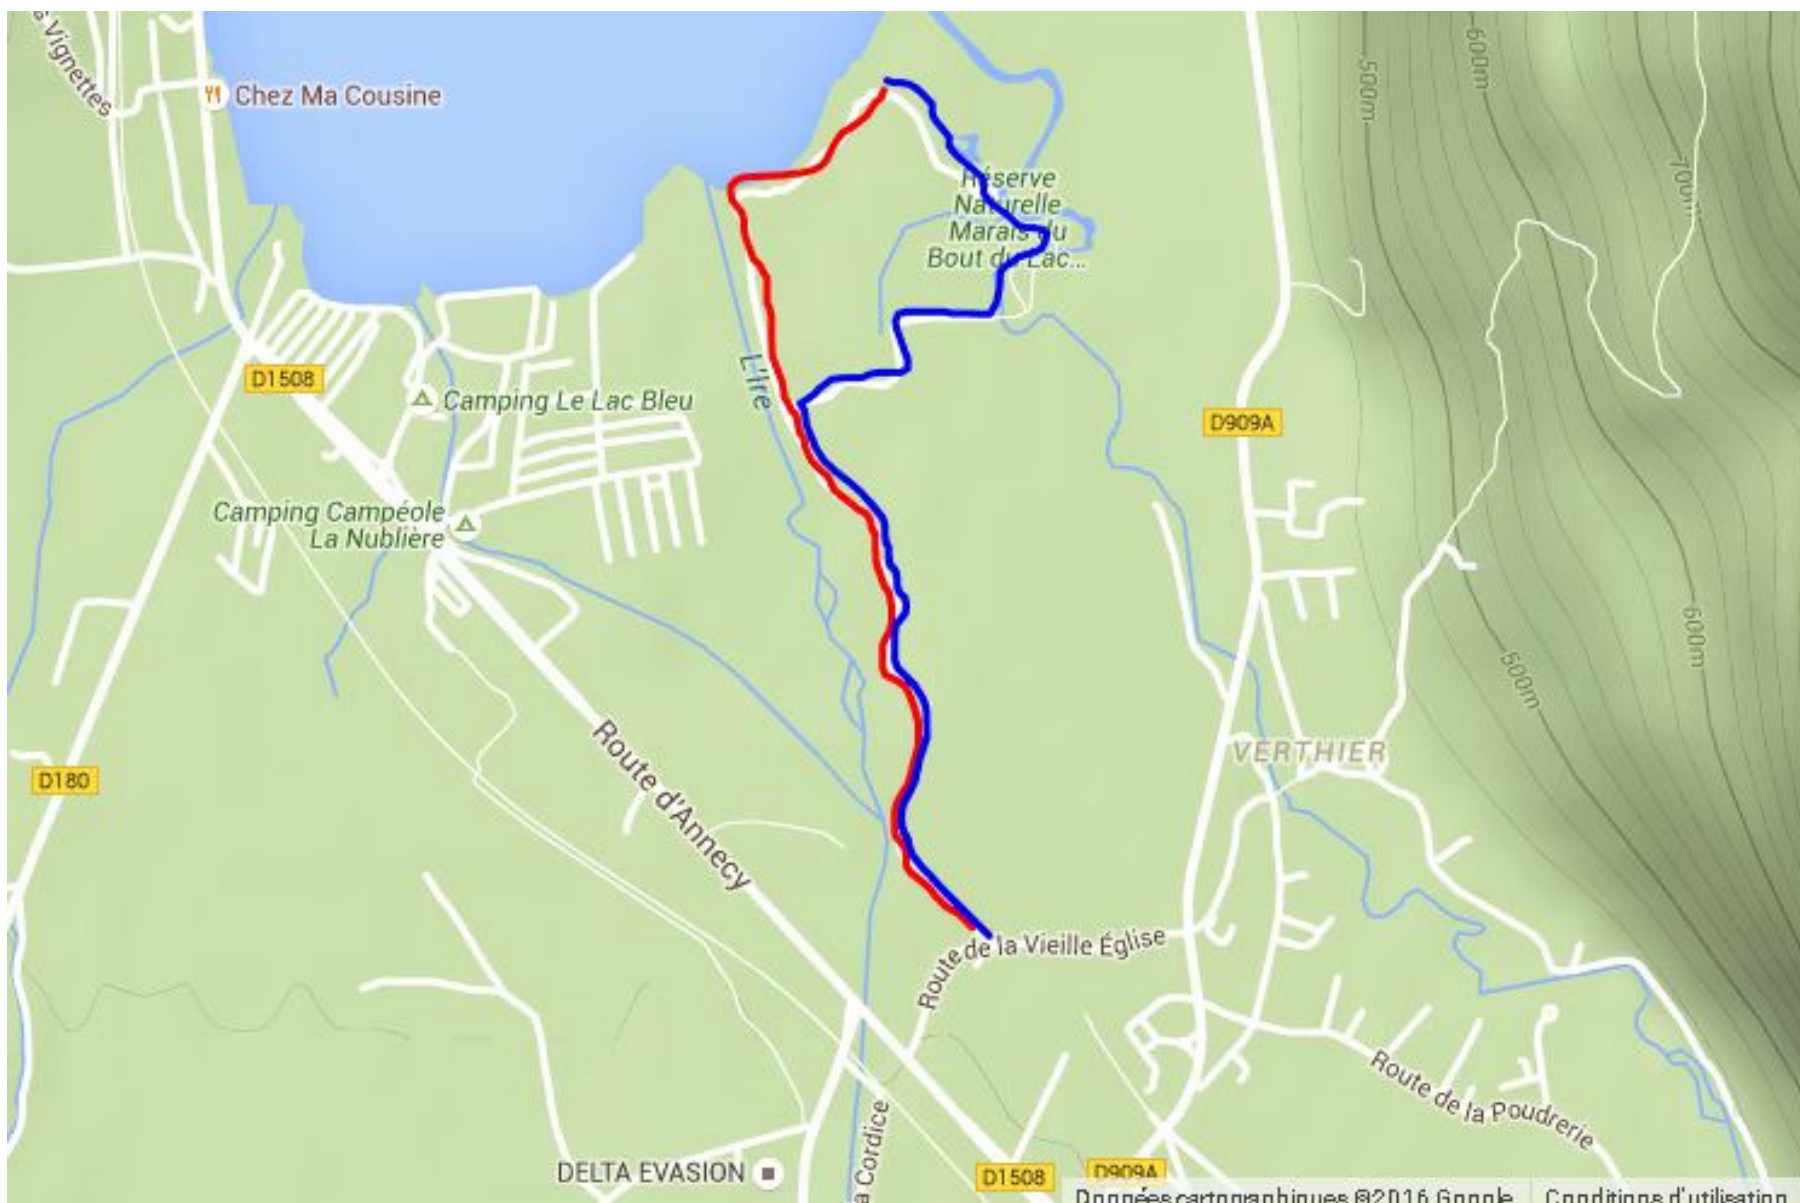 Vignettes
Chez Ma Cousine
600m
500m
700m
Réserve
Naturelle
Marais du
Bout du Lac...
D1508
L'Ire
Camping Le Lac Bleu
D909A
Camping Campéole
La Nublière
600m
500m
VERTHIER
D180
Route d'Annecy
Route de la Vieille Église
Route de la Poudrerie
a Cordice
DELTA EVASION
D1508
D909A
Données cartographiques ©2016 Google
Conditions d'utilisation